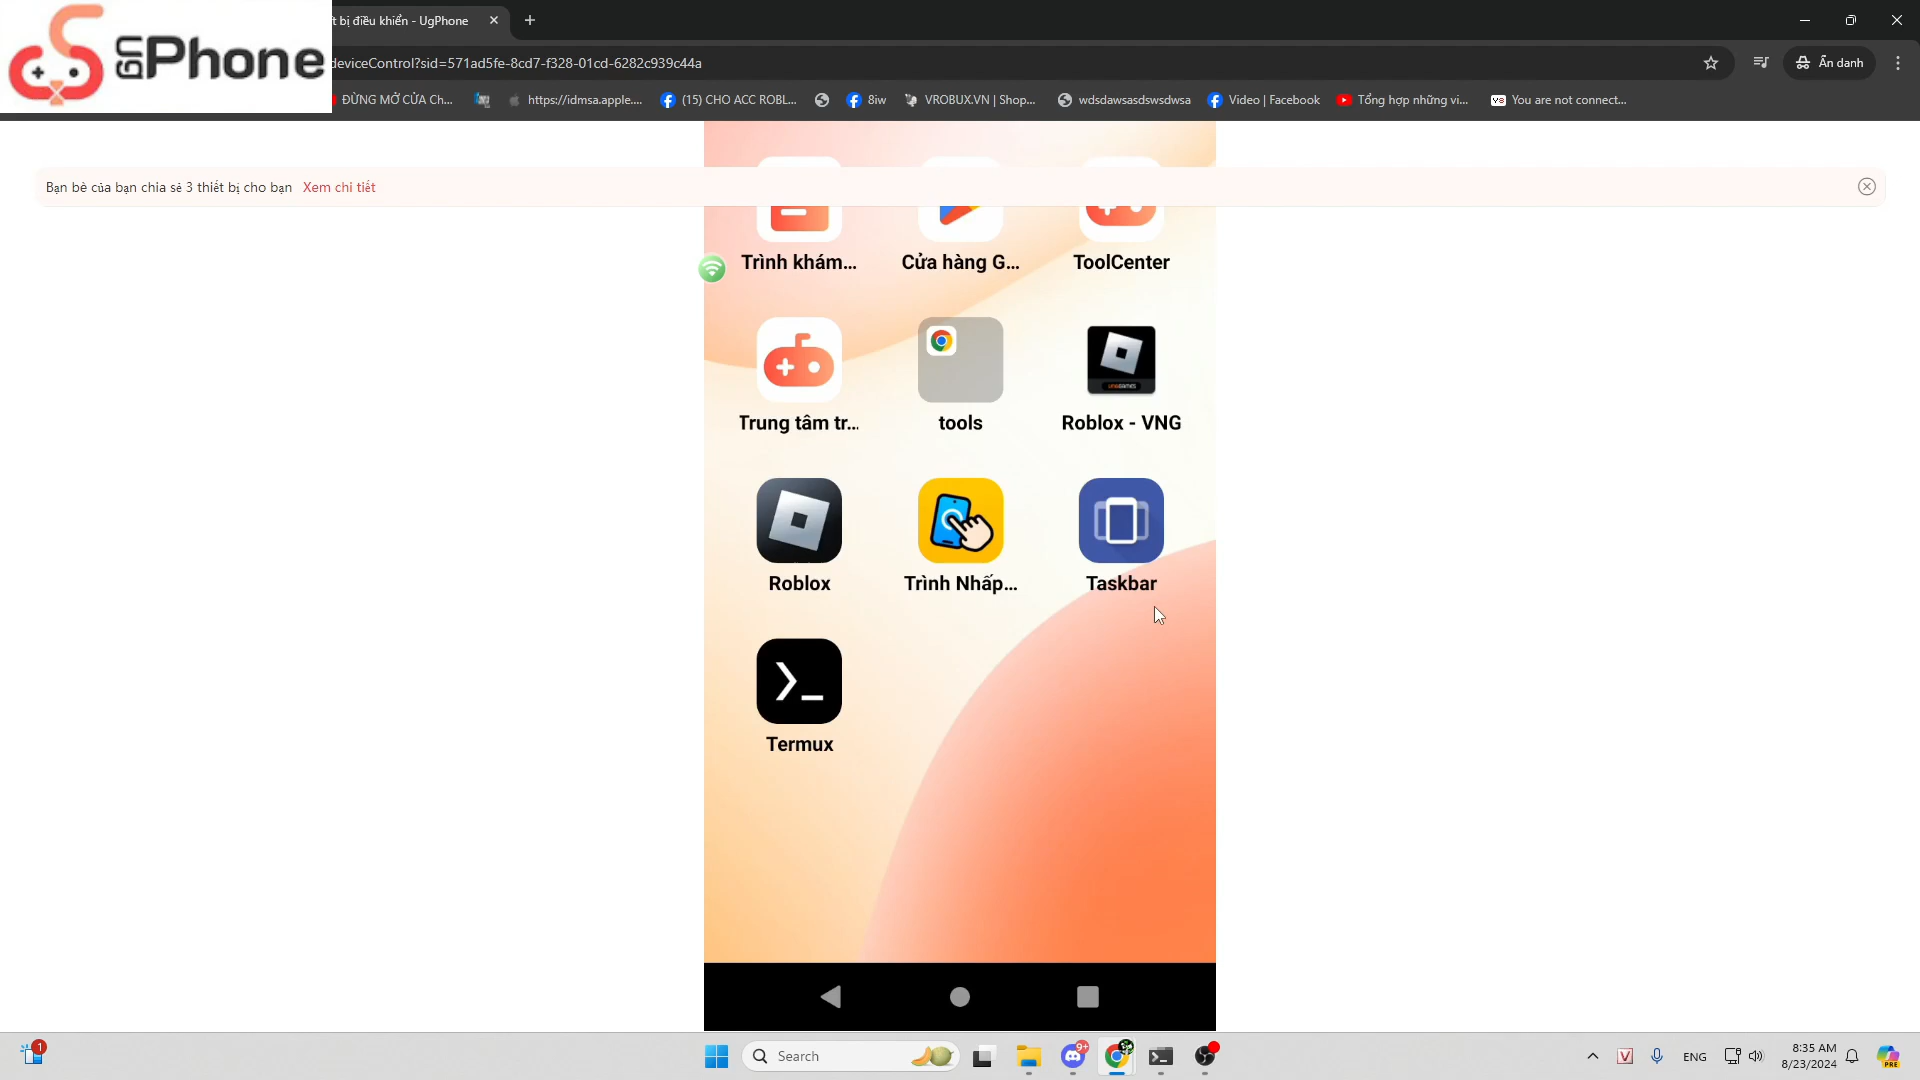 UgPhone
t bị điều khiển - UgPhone
deviceControl?sid=571ad5fe-8cd7-f328-01cd-6282c939c44a
Ẩn danh
ĐỪNG MỞ CỬA Ch...
https://idmsa.apple....
(15) CHO ACC ROBL...
8iw
VROBUX.VN | Shop...
wdsdawsasdswsdwsa
Video | Facebook
Tổng hợp những vi...
You are not connect...
Bạn bè của bạn chia sẻ 3 thiết bị cho bạn Xem chi tiết
Trình khám...
Cửa hàng G...
ToolCenter
Trung tâm tr...
tools
Roblox - VNG
Roblox
Trình Nhấp...
Taskbar
Termux
1
Search
9+
ENG
8:35 AM
8/23/2024
PRE